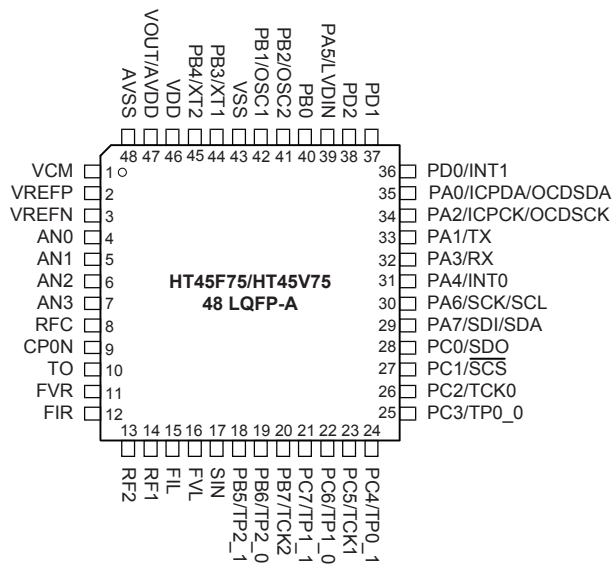 AVSS
VOUT/AVDD
VDD
PB4/XT2
PB3/XT1
VSS
PB1/OSC1
PB2/OSC2
PB0
PA5/LVDIN
PD2
PD1
48 47 46 45 44 43 42 41 40 39 38 37
VCM 1
VREFP 2
VREFN 3
AN0 4
AN1 5
AN2 6
AN3 7
RFC 8
CP0N 9
TO 10
FVR 11
FIR 12
HT45F75/HT45V75
48 LQFP-A
36 PD0/INT1
35 PA0/ICPDA/OCDSDA
34 PA2/ICPCK/OCDSCK
33 PA1/TX
32 PA3/RX
31 PA4/INT0
30 PA6/SCK/SCL
29 PA7/SDI/SDA
28 PC0/SDO
27 PC1/SCS
26 PC2/TCK0
25 PC3/TP0_0
13 14 15 16 17 18 19 20 21 22 23 24
RF2
RF1
FIL
FVL
SIN
PB5/TP2_1
PB6/TP2_0
PB7/TCK2
PC7/TP1_1
PC6/TP1_0
PC5/TCK1
PC4/TP0_1